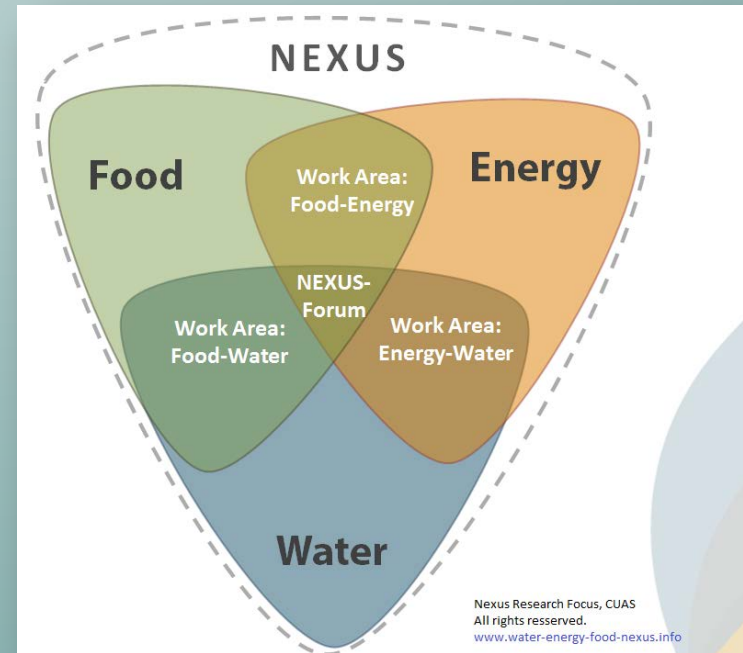 NEXUS
Food
Energy
Work Area:
Food-Energy
NEXUS-
Forum
Work Area:
Food-Water
Work Area:
Energy-Water
Water
Nexus Research Focus, CUAS
All rights resserved.
www.water-energy-food-nexus.info